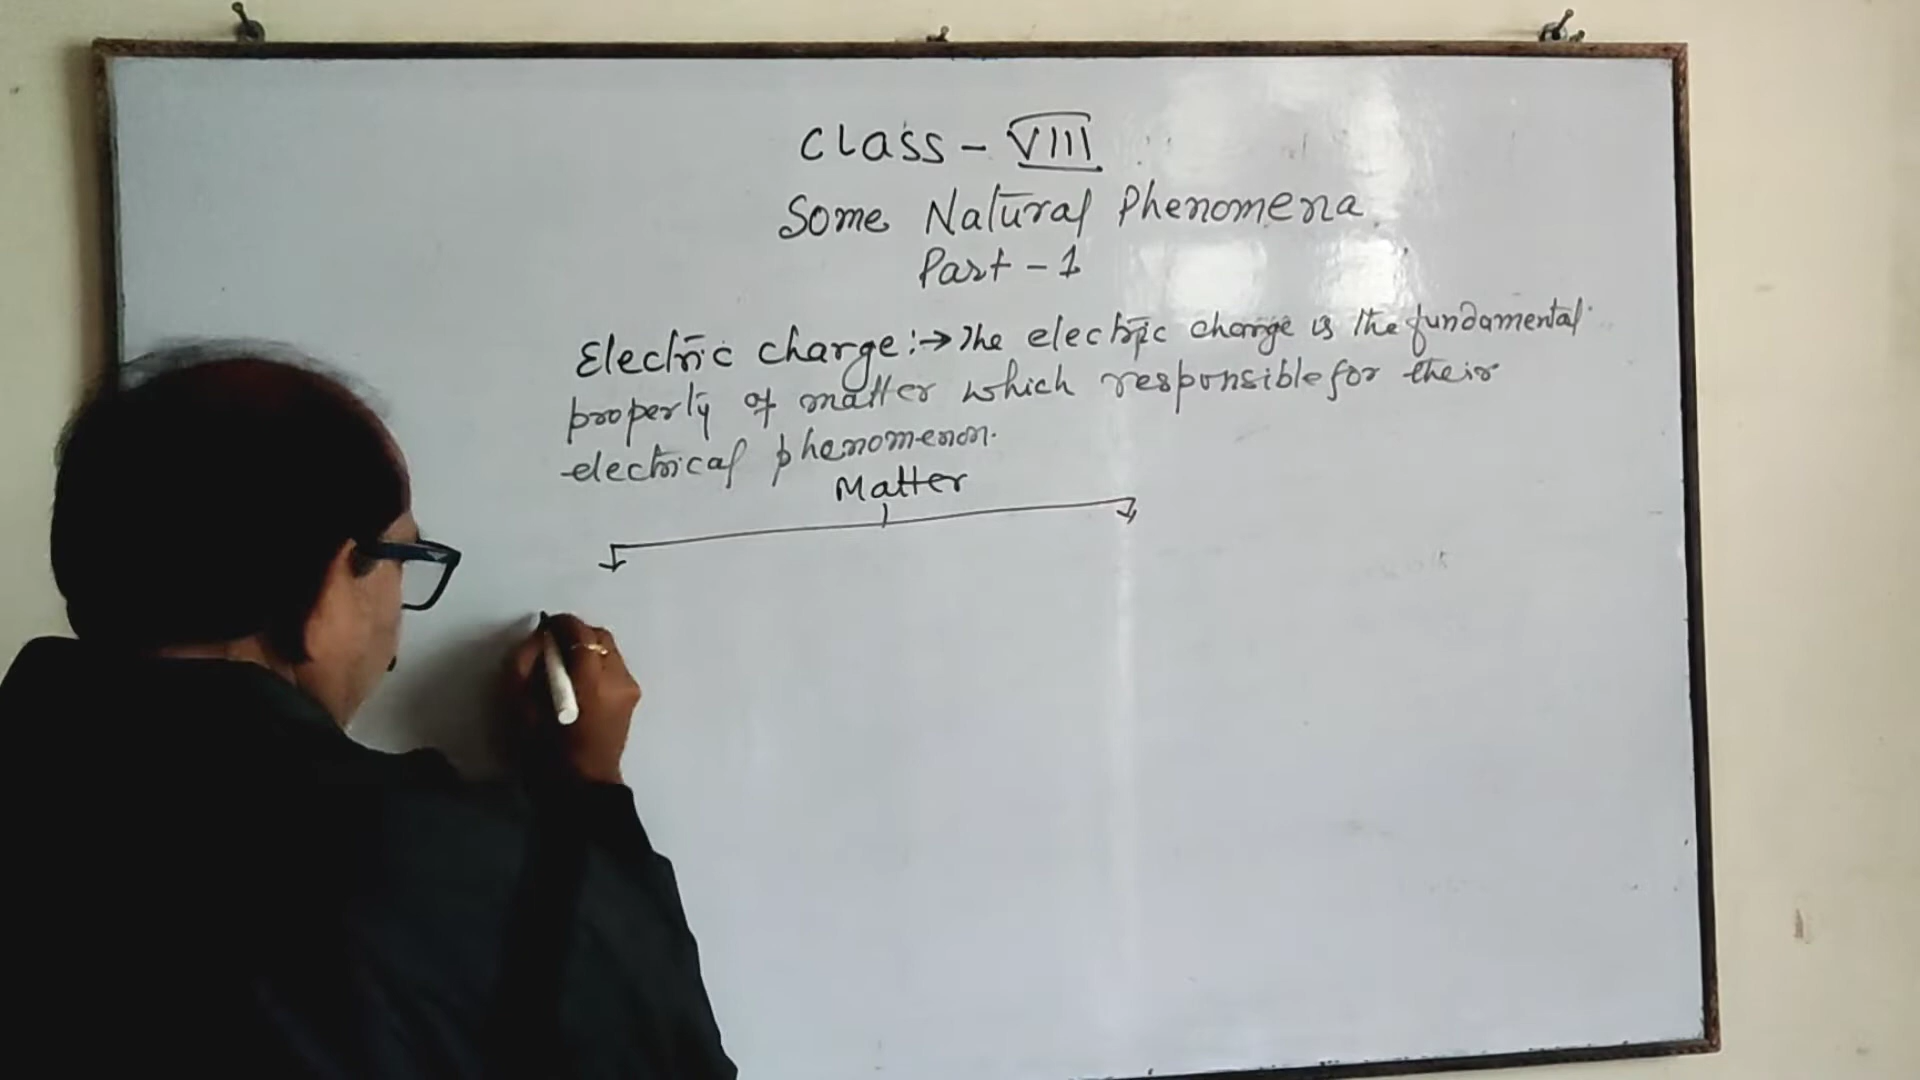 Class - VIII
Some Natural Phenomena
Part - 1
Electric charge :→ The electric charge is the fundamental
property of matter which responsible for their
electrical phenomenon.
Matter